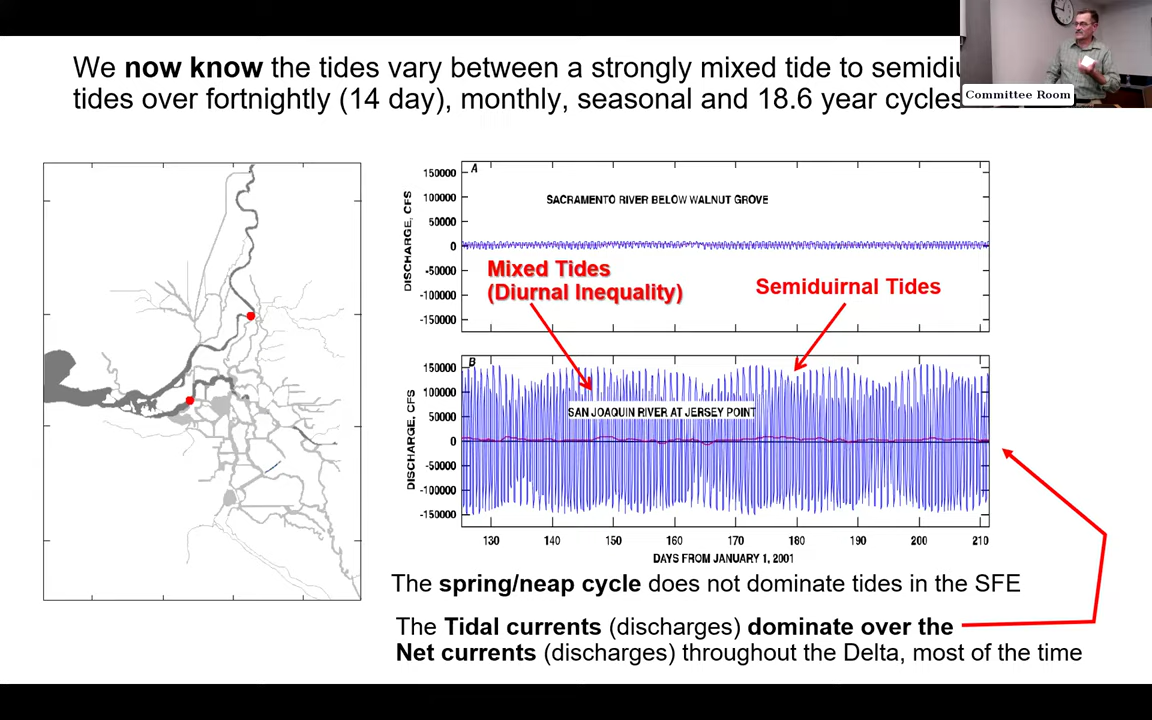 We now know the tides vary between a strongly mixed tide to
tides over fortnightly (14 day), monthly, seasonal and 18.6 year cycles
Committee Room
A
150000
100000
50000
0
-50000
-100000
-150000
DISCHARGE, CFS
SACRAMENTO RIVER BELOW WALNUT GROVE
Mixed Tides
(Diurnal Inequality)
Semiduirnal Tides
B
150000
100000
50000
0
-50000
-100000
-150000
DISCHARGE, CFS
SAN JOAQUIN RIVER AT JERSEY POINT
130 140 150 160 170 180 190 200 210
DAYS FROM JANUARY 1, 2001
The spring/neap cycle does not dominate tides in the SFE
The Tidal currents (discharges) dominate over the
Net currents (discharges) throughout the Delta, most of the time